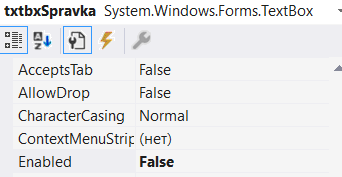 txtbxSpravka System.Windows.Forms.TextBox
AcceptsTab False
AllowDrop False
CharacterCasing Normal
ContextMenuStrip (нет)
Enabled False